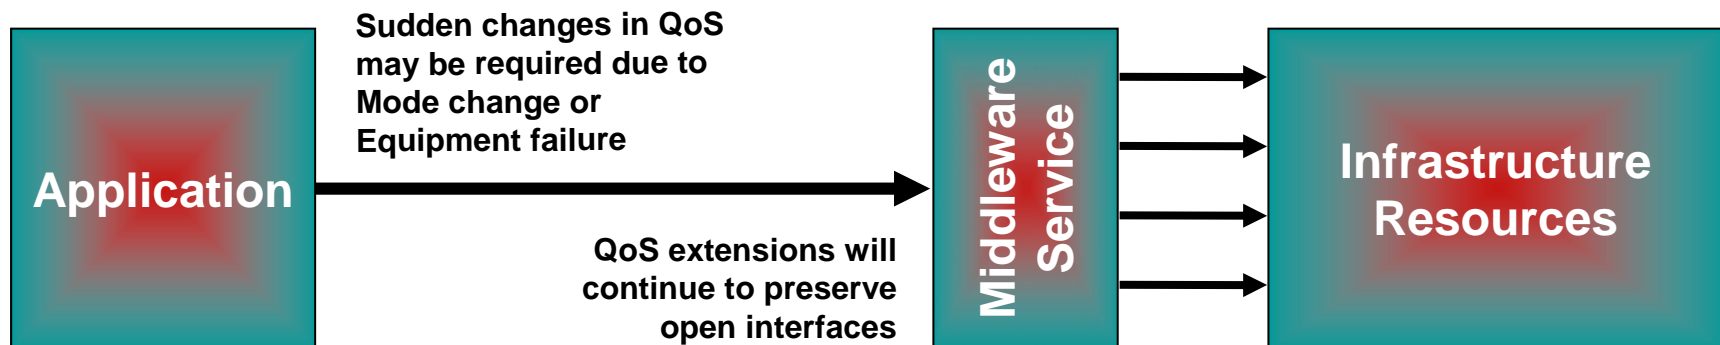 Application
Sudden changes in QoS
may be required due to
Mode change or
Equipment failure
QoS extensions will
continue to preserve
open interfaces
Middleware
Service
Infrastructure
Resources